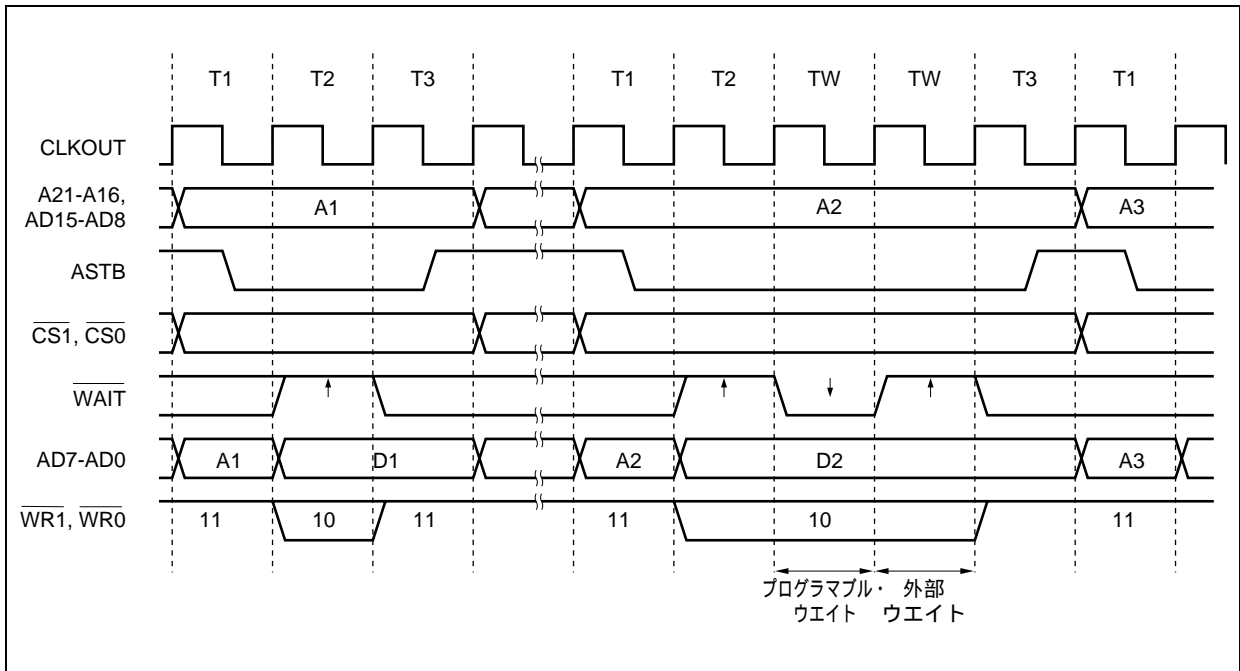 T1 T2 T3 T1 T2 TW TW T3 T1
CLKOUT
A21-A16,
AD15-AD8
A1 A2 A3
ASTB
CS1, CS0
WAIT
AD7-AD0
A1 D1 A2 D2 A3
WR1, WR0
11 10 11 11 10 11
プログラマブル・ 外部
ウエイト ウエイト